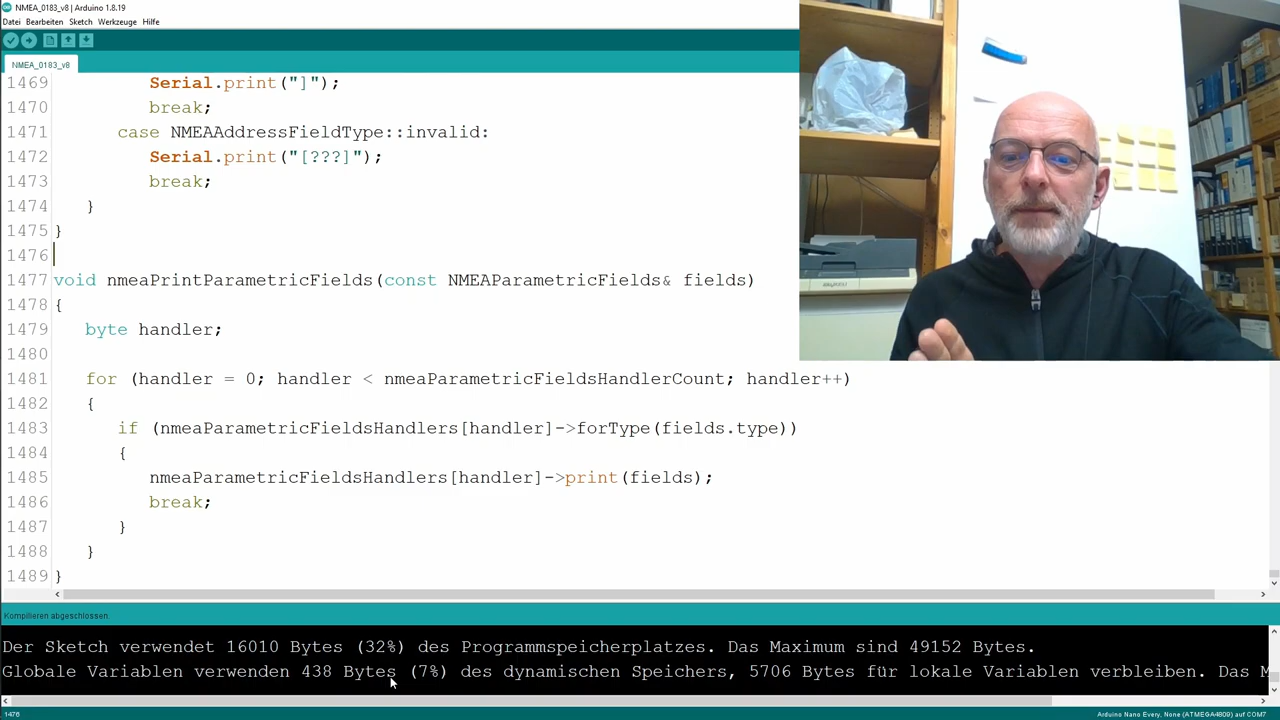 NMEA_0183_v8 | Arduino 1.8.19
Datei Bearbeiten Sketch Werkzeuge Hilfe
NMEA_0183_v8
1469 Serial.print("]");
1470 break;
1471 case NMEAAddressFieldType::invalid:
1472 Serial.print("[???]");
1473 break;
1474 }
1475 }
1476
1477 void nmeaPrintParametricFields(const NMEAParametricFields& fields)
1478 {
1479 byte handler;
1480
1481 for (handler = 0; handler < nmeaParametricFieldsHandlerCount; handler++)
1482 {
1483 if (nmeaParametricFieldsHandlers[handler]->forType(fields.type))
1484 {
1485 nmeaParametricFieldsHandlers[handler]->print(fields);
1486 break;
1487 }
1488 }
1489 }
Kompilieren abgeschlossen.
Der Sketch verwendet 16010 Bytes (32%) des Programmspeicherplatzes. Das Maximum sind 49152 Bytes.
Globale Variablen verwenden 438 Bytes (7%) des dynamischen Speichers, 5706 Bytes für lokale Variablen verbleiben. Das M
1476 Arduino Nano Every, None (ATMEGA4809) auf COM7